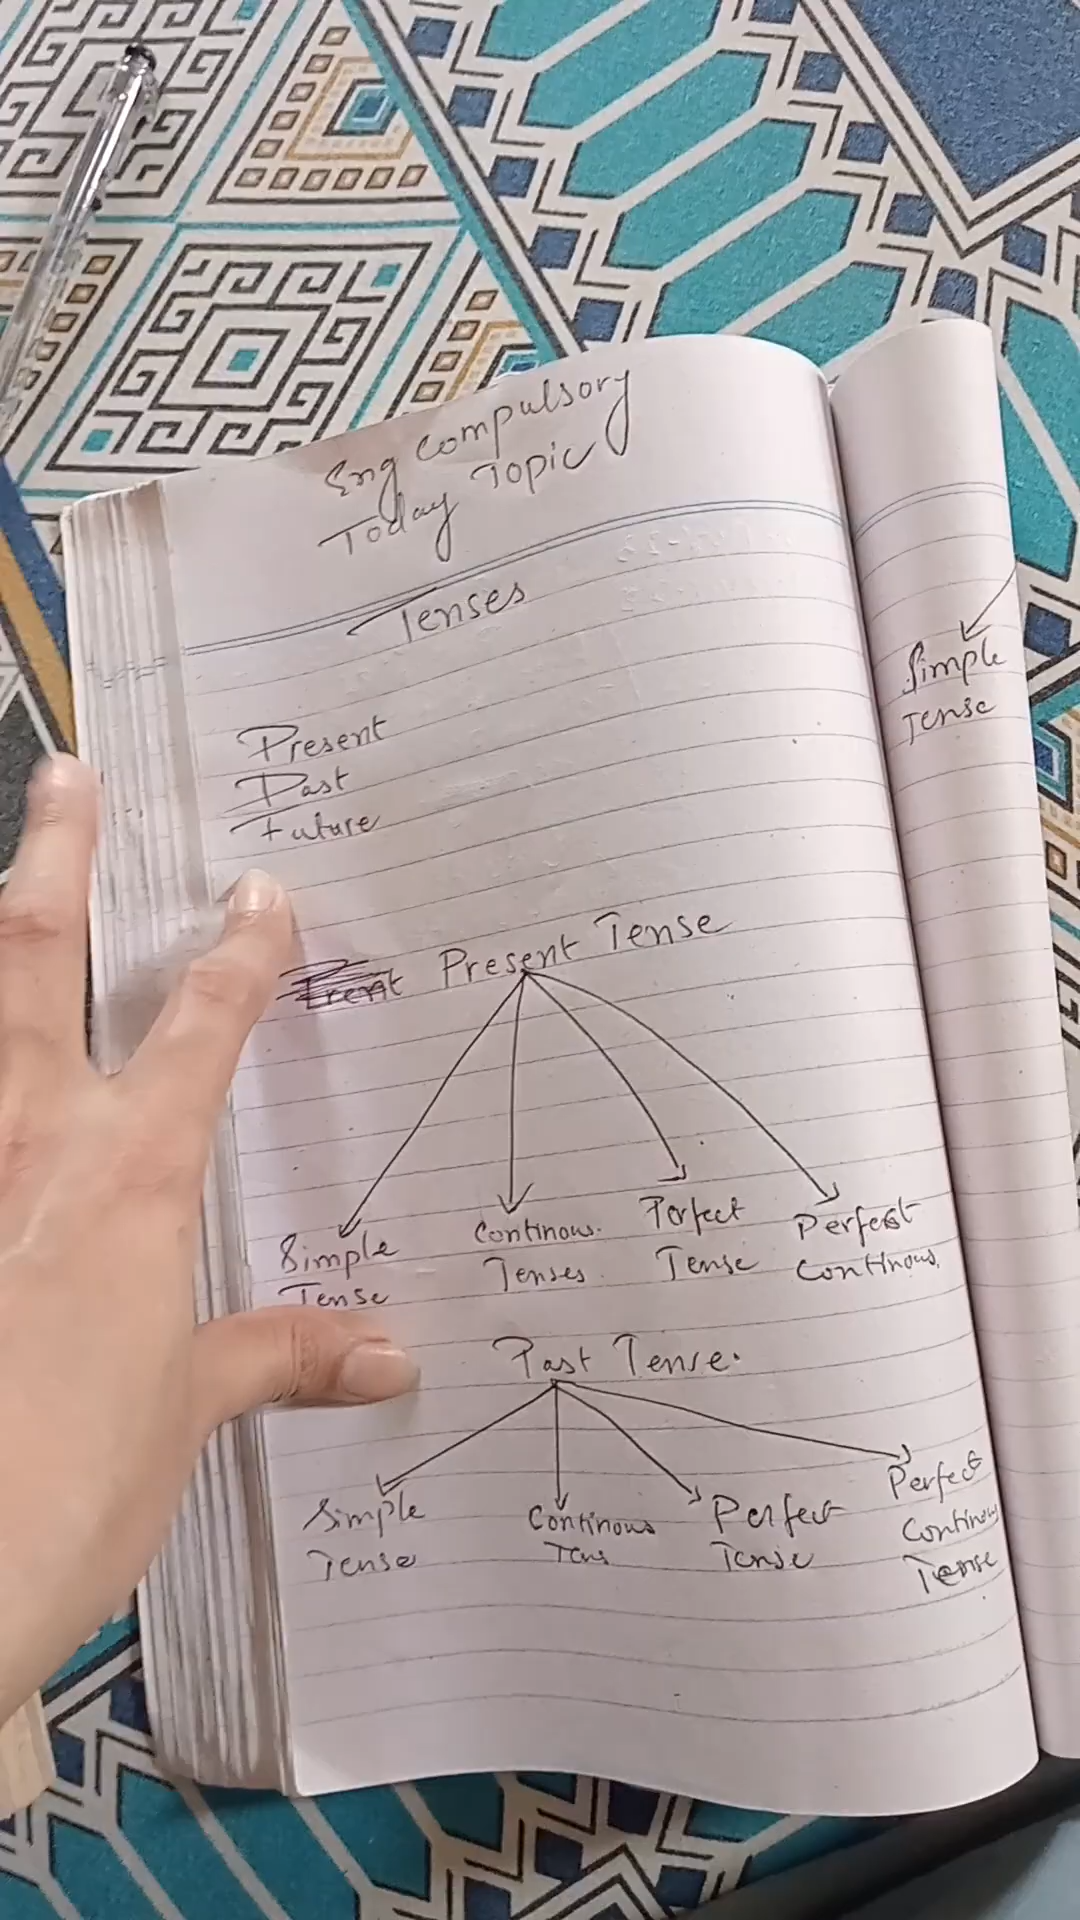 Eng Compulsory
Today Topic
Tenses
Present
Past
Future
Present Tense
Simple
Tense
Continous.
Tenses
Perfect
Tense
Perfect
Continous.
Past Tense.
Simple
Tense
Continous
Tens
Perfect
Tense
Perfect
Continous
Tense
Simple
Tense